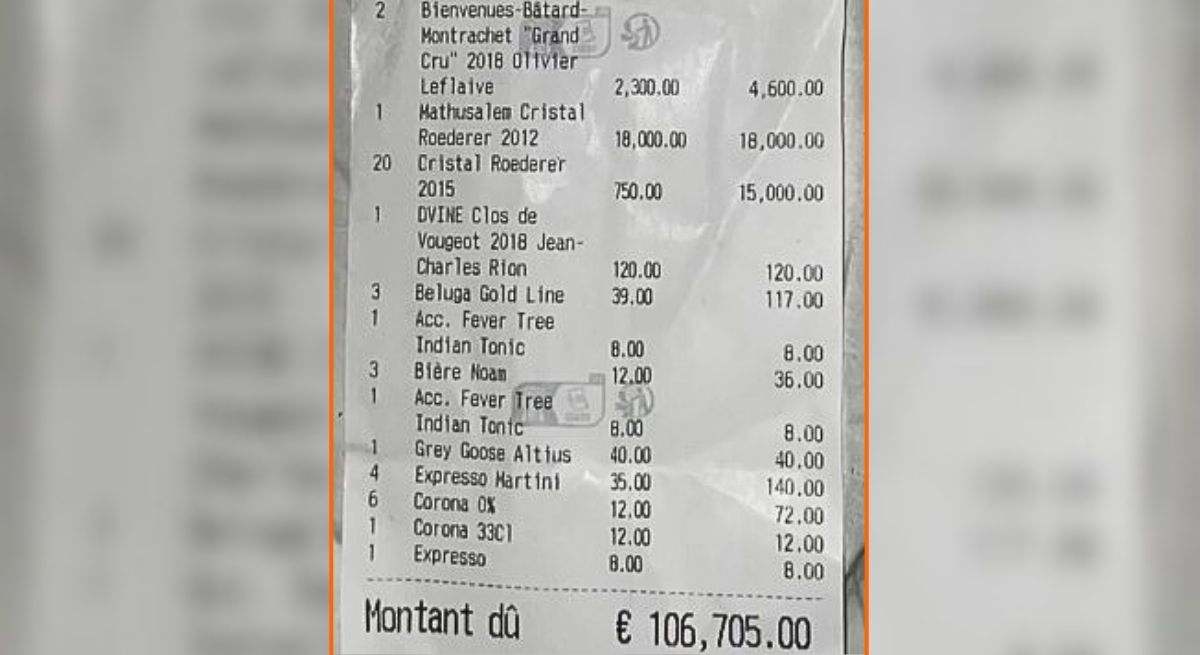 2 Bienvenues-Bâtard-
Montrachet "Grand
Cru" 2018 Olivier
Leflaive 2,300.00 4,600.00
1 Mathusalem Cristal
Roederer 2012 18,000.00 18,000.00
20 Cristal Roederer
2015 750.00 15,000.00
1 DVINE Clos de
Vougeot 2018 Jean-
Charles Rion 120.00 120.00
3 Beluga Gold Line 39.00 117.00
1 Acc. Fever Tree
Indian Tonic 8.00 8.00
3 Bière Noam 12.00 36.00
1 Acc. Fever Tree
Indian Tonic 8.00 8.00
1 Grey Goose Altius 40.00 40.00
4 Expresso Martini 35.00 140.00
6 Corona 0% 12.00 72.00
1 Corona 33Cl 12.00 12.00
1 Expresso 8.00 8.00
Montant dû € 106,705.00